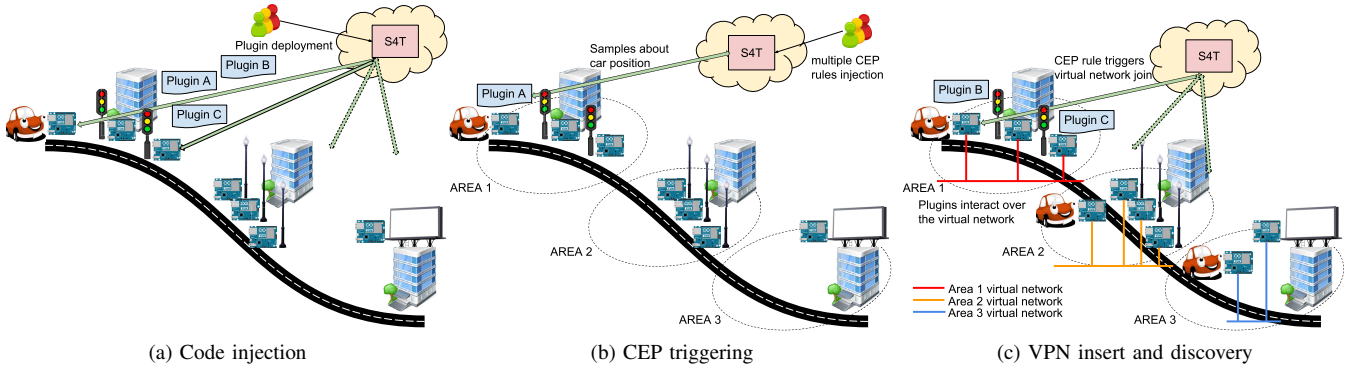 S4T
Plugin deployment
Plugin B
Plugin A
Plugin C
(a) Code injection
S4T
Samples about
car position
multiple CEP
rules injection
Plugin A
AREA 1
AREA 2
AREA 3
(b) CEP triggering
S4T
CEP rule triggers
virtual network join
Plugin B
Plugin C
AREA 1
Plugins interact over
the virtual network
AREA 2
Area 1 virtual network
Area 2 virtual network
Area 3 virtual network
AREA 3
(c) VPN insert and discovery